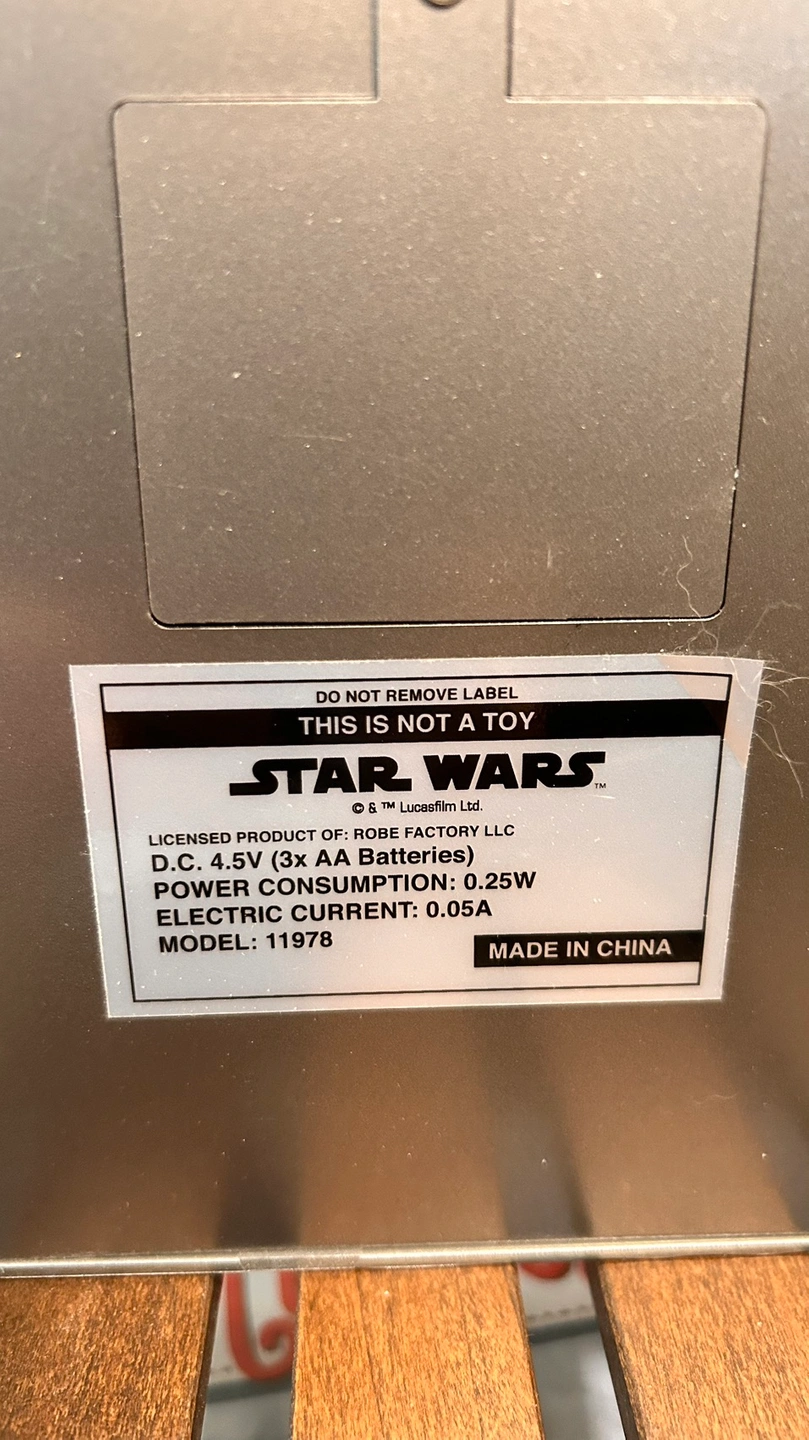 DO NOT REMOVE LABEL
THIS IS NOT A TOY
STAR WARS™
© & ™ Lucasfilm Ltd.
LICENSED PRODUCT OF: ROBE FACTORY LLC
D.C. 4.5V (3x AA Batteries)
POWER CONSUMPTION: 0.25W
ELECTRIC CURRENT: 0.05A
MODEL: 11978
MADE IN CHINA